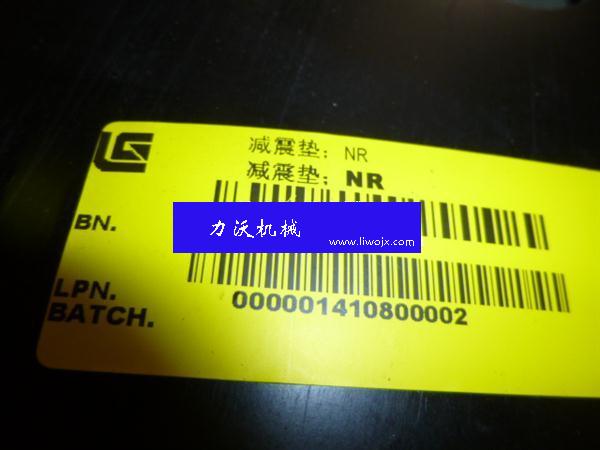 LG
减震垫：NR
减震垫：NR
BN.
力沃机械
www.liwojx.com
LPN.
000001410800002
BATCH.